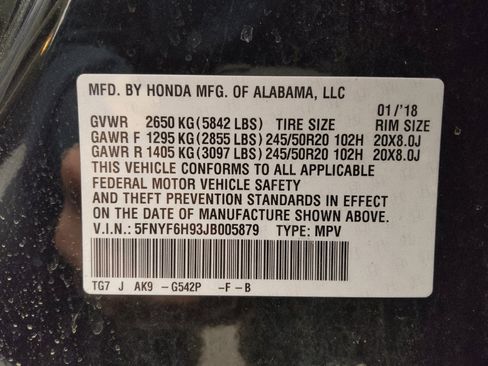 MFD. BY HONDA MFG. OF ALABAMA, LLC
01/'18
GVWR 2650 KG (5842 LBS) TIRE SIZE RIM SIZE
GAWR F 1295 KG (2855 LBS) 245/50R20 102H 20X8.0J
GAWR R 1405 KG (3097 LBS) 245/50R20 102H 20X8.0J
THIS VEHICLE CONFORMS TO ALL APPLICABLE
FEDERAL MOTOR VEHICLE SAFETY
AND THEFT PREVENTION STANDARDS IN EFFECT
ON THE DATE OF MANUFACTURE SHOWN ABOVE.
V.I.N.: 5FNYF6H93JB005879 TYPE: MPV
TG7 J AK9 -G542P -F-B